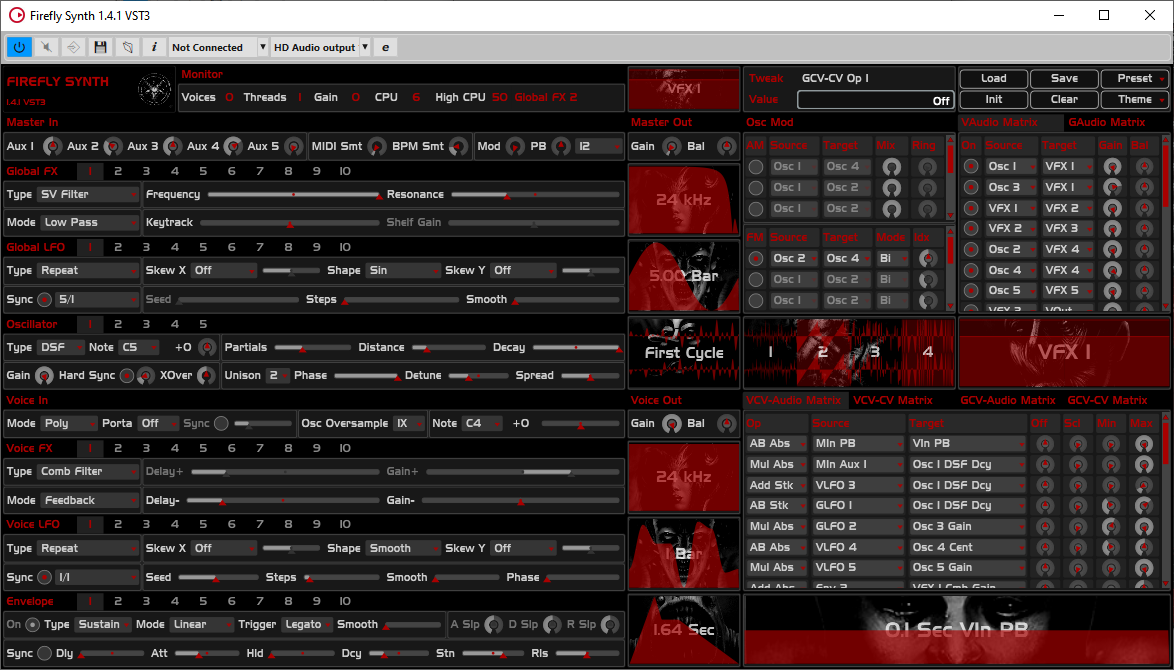 Firefly Synth 1.4.1 VST3
i Not Connected HD Audio output e
FIREFLY SYNTH
1.4.1 VST3
Monitor
Voices 0 Threads 1 Gain 0 CPU 6 High CPU 50 Global FX 2
VFX 1
Tweak GCV-CV Op 1
Value Off
Load Save Preset
Init Clear Theme
Master In
Aux 1 Aux 2 Aux 3 Aux 4 Aux 5 MIDI Smt BPM Smt Mod PB 12
Master Out
Gain Bal
Global FX 1 2 3 4 5 6 7 8 9 10
Type SV Filter Frequency Resonance
Mode Low Pass Keytrack Shelf Gain
24 kHz
Global LFO 1 2 3 4 5 6 7 8 9 10
Type Repeat Skew X Off Shape Sin Skew Y Off
Sync 5/1 Seed Steps Smooth
5.00 Bar
Oscillator 1 2 3 4 5
Type DSF Note C5 +0 Partials Distance Decay
Gain Hard Sync XOver Unison 2 Phase Detune Spread
First Cycle
Voice In
Mode Poly Porta Off Sync Osc Oversample 1X Note C4 +0
Voice Out
Gain Bal
Voice FX 1 2 3 4 5 6 7 8 9 10
Type Comb Filter Delay+ Gain+
Mode Feedback Delay- Gain-
24 kHz
Voice LFO 1 2 3 4 5 6 7 8 9 10
Type Repeat Skew X Off Shape Smooth Skew Y Off
Sync 1/1 Seed Steps Smooth Phase
1 Bar
Envelope 1 2 3 4 5 6 7 8 9 10
On Type Sustain Mode Linear Trigger Legato Smooth A Slp D Slp R Slp
Sync Dly Att Hld Dcy Stn Rls
1.64 Sec
Osc Mod
AM Source Target Mix Ring
Osc 1 Osc 4
Osc 1 Osc 2
Osc 1 Osc 2
FM Source Target Mode Idx
Osc 2 Osc 4 Bi
Osc 1 Osc 2 Bi
Osc 1 Osc 2 Bi
1 2 3 4
VAudio Matrix GAudio Matrix
On Source Target Gain Bal
Osc 1 VFX 1
Osc 3 VFX 1
VFX 1 VFX 2
VFX 2 VFX 3
Osc 2 VFX 4
Osc 4 VFX 4
Osc 5 VFX 5
VFX 3 VOut
VFX 1
VCV-Audio Matrix VCV-CV Matrix GCV-Audio Matrix GCV-CV Matrix
Op Source Target Off Scl Min Max
AB Abs MIn PB VIn PB
Mul Abs MIn Aux 1 Osc 1 DSF Dcy
Add Stk VLFO 3 Osc 1 DSF Dcy
AB Stk GLFO 1 Osc 1 DSF Dcy
Mul Abs GLFO 2 Osc 3 Gain
AB Abs VLFO 4 Osc 4 Cent
Mul Abs VLFO 5 Osc 5 Gain
Add Abs Env 2 VFX 1 Cmb Gain
0.1 Sec VIn PB